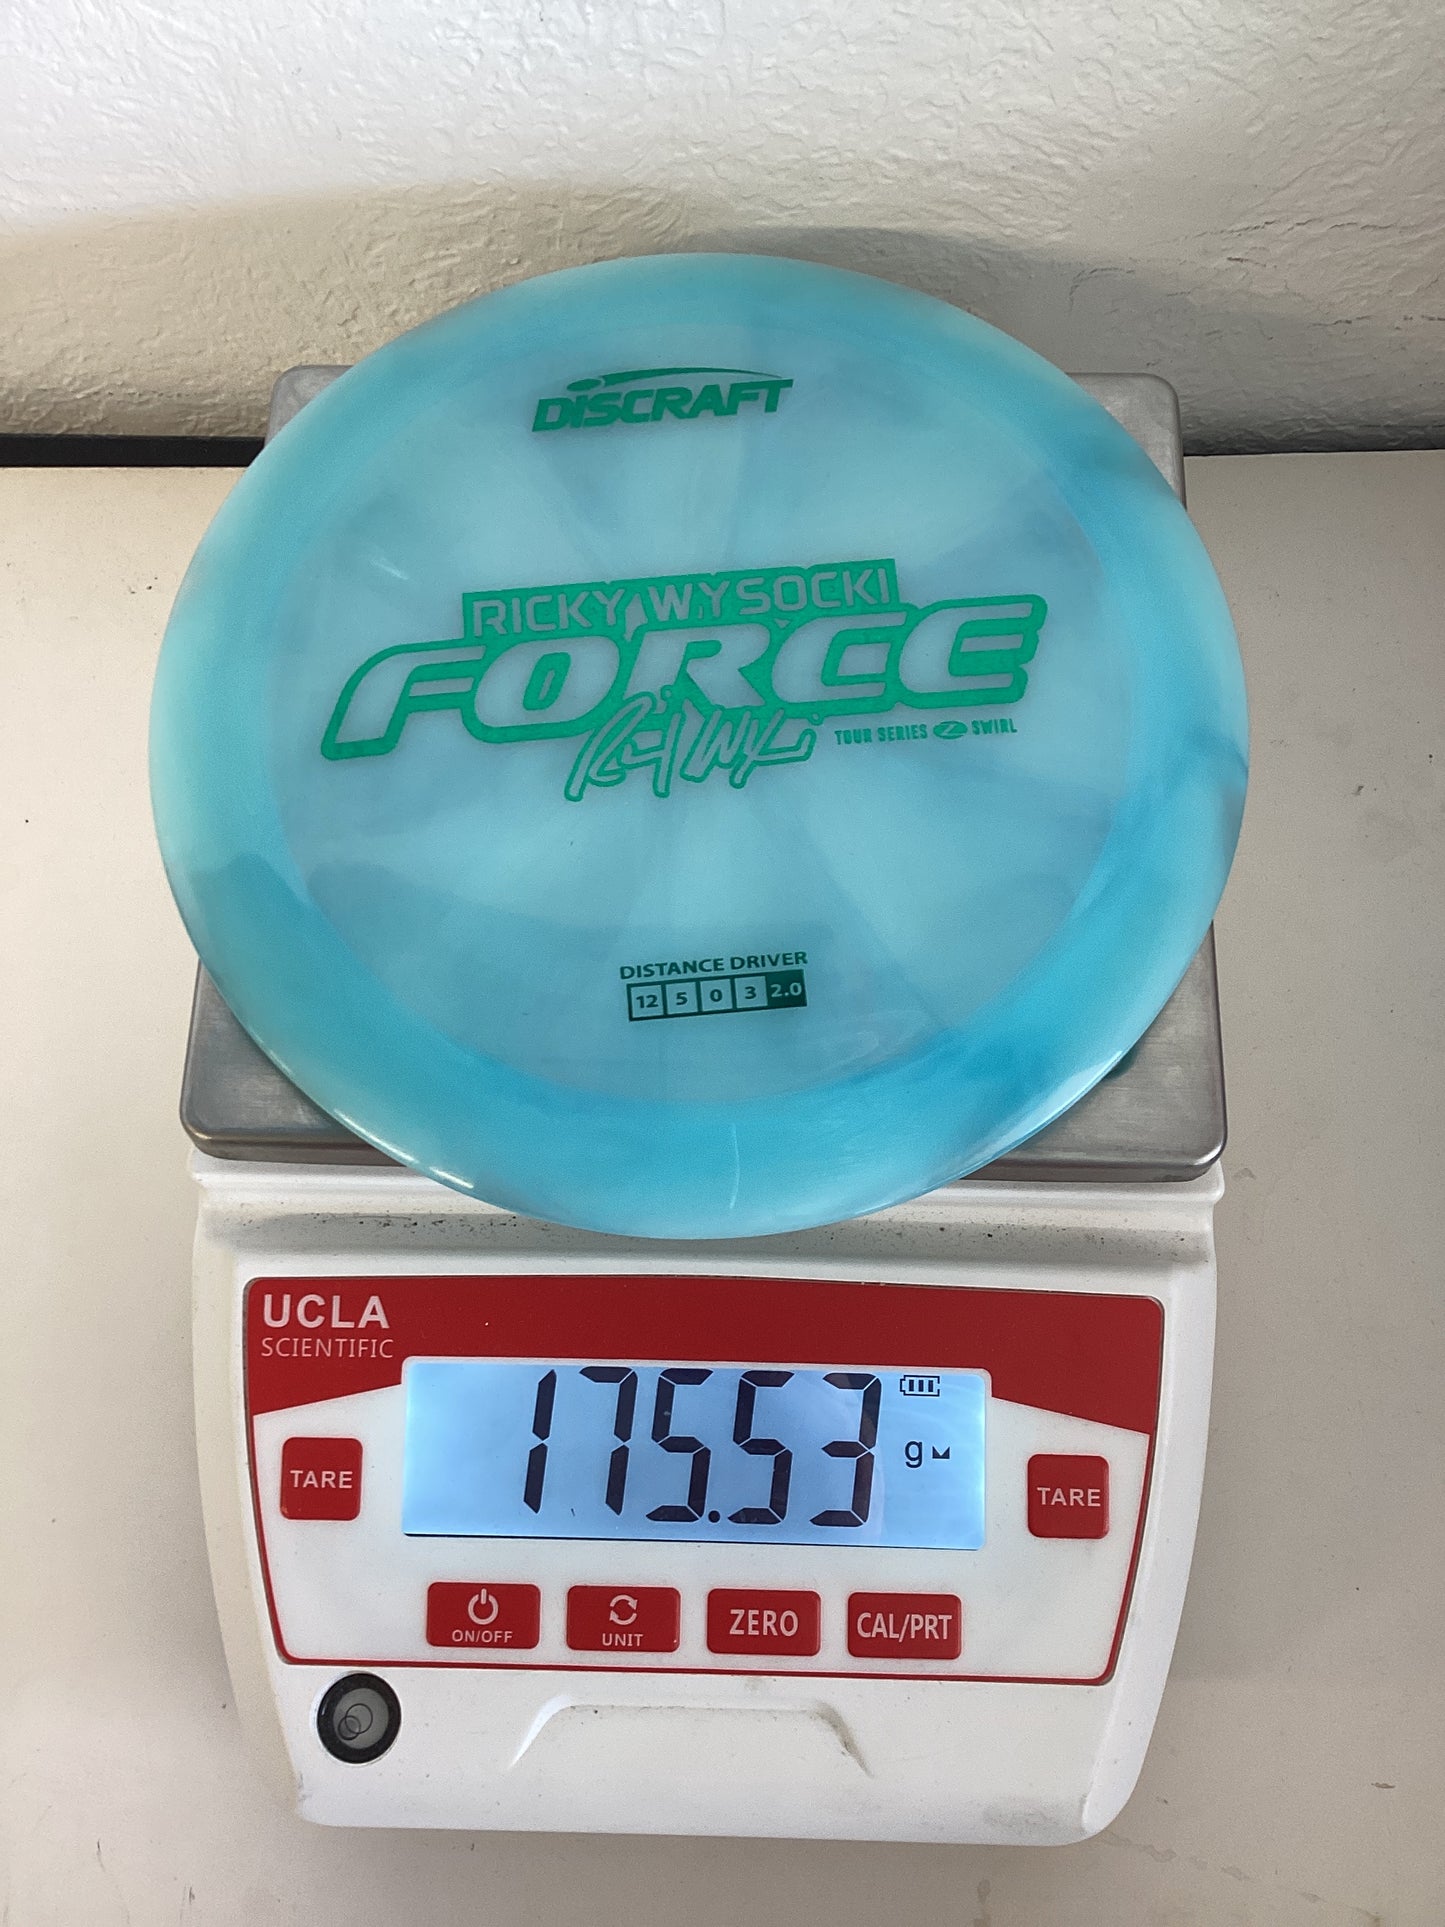 DISCRAFT
RICKY WYSOCKI
FORCE
TOUR SERIES Z SWIRL
DISTANCE DRIVER
12 5 0 3 2.0
UCLA
SCIENTIFIC
175.53 g
TARE
TARE
ON/OFF
UNIT
ZERO
CAL/PRT